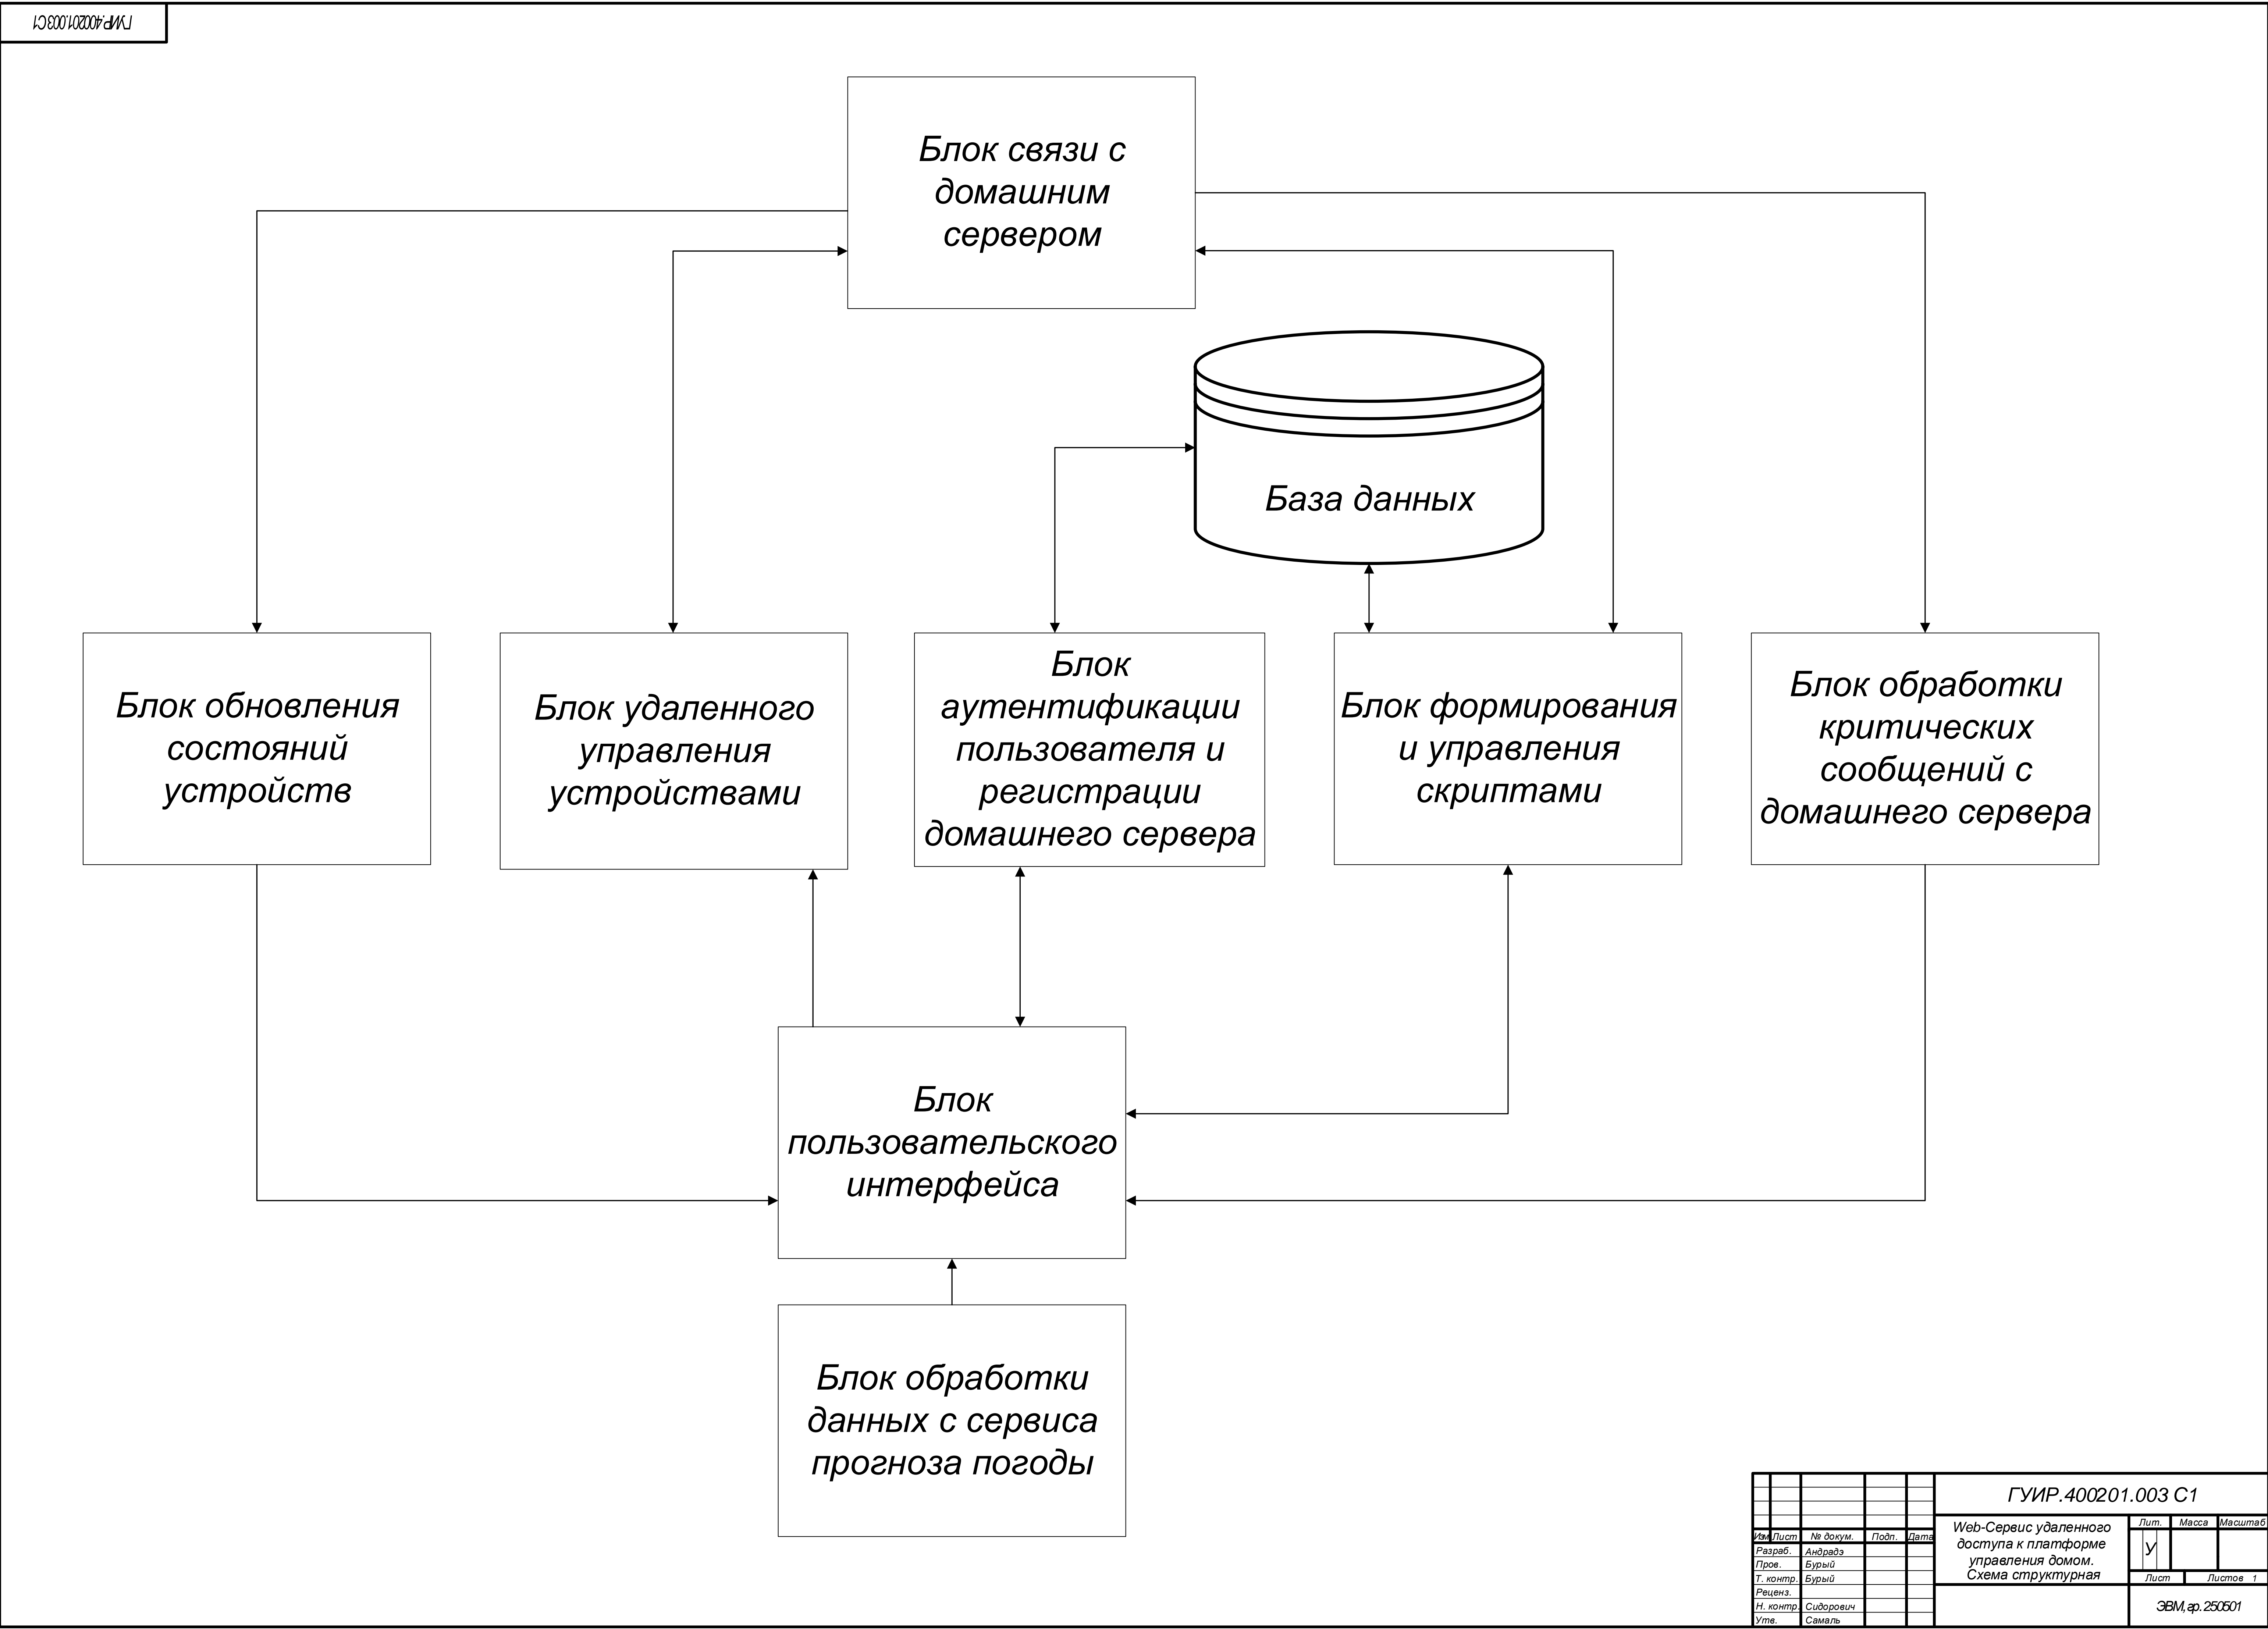 ГУИР.400201.003 С1
Блок связи с
домашним
сервером
База данных
Блок обновления
состояний
устройств
Блок удаленного
управления
устройствами
Блок
аутентификации
пользователя и
регистрации
домашнего сервера
Блок формирования
и управления
скриптами
Блок обработки
критических
сообщений с
домашнего сервера
Блок
пользовательского
интерфейса
Блок обработки
данных с сервиса
прогноза погоды
ГУИР.400201.003 С1
Web-Сервис удаленного
доступа к платформе
управления домом.
Схема структурная
Лит. Масса Масштаб
У
Лист Листов 1
ЭВМ, гр. 250501
Изм. Лист № докум. Подп. Дата
Разраб. Андрадэ
Пров. Бурый
Т. контр. Бурый
Реценз.
Н. контр. Сидорович
Утв. Самаль